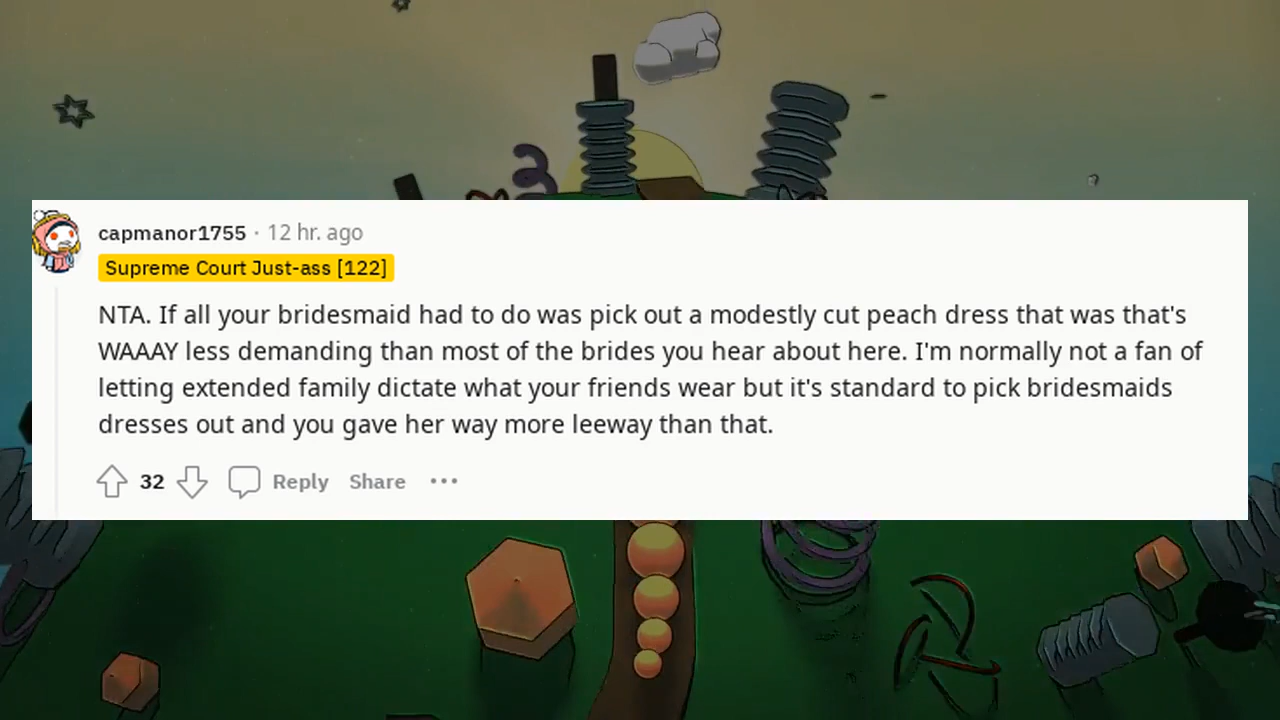 capmanor1755 · 12 hr. ago
Supreme Court Just-ass [122]
NTA. If all your bridesmaid had to do was pick out a modestly cut peach dress that was that's
WAAAY less demanding than most of the brides you hear about here. I'm normally not a fan of
letting extended family dictate what your friends wear but it's standard to pick bridesmaids
dresses out and you gave her way more leeway than that.
32 Reply Share ···